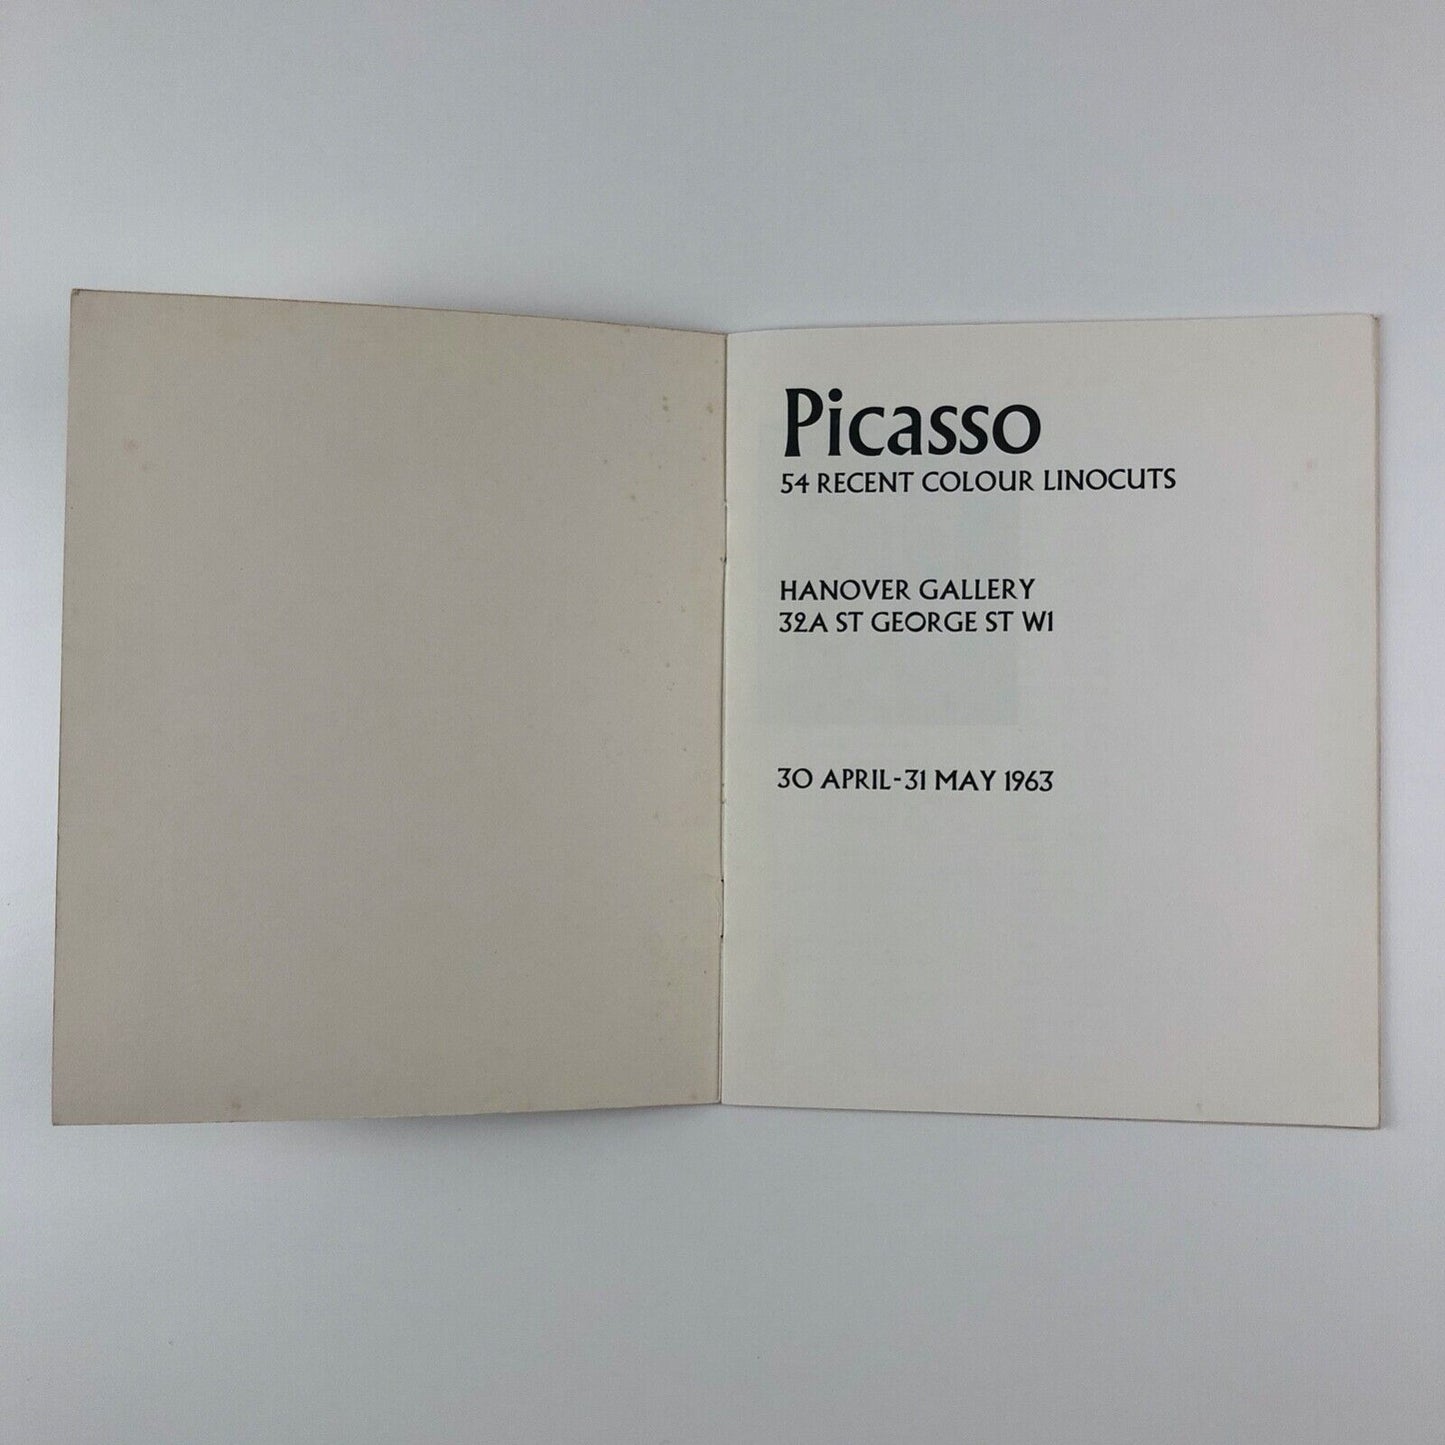 Picasso
54 RECENT COLOUR LINOCUTS
HANOVER GALLERY
32A ST GEORGE ST W1
30 APRIL-31 MAY 1963